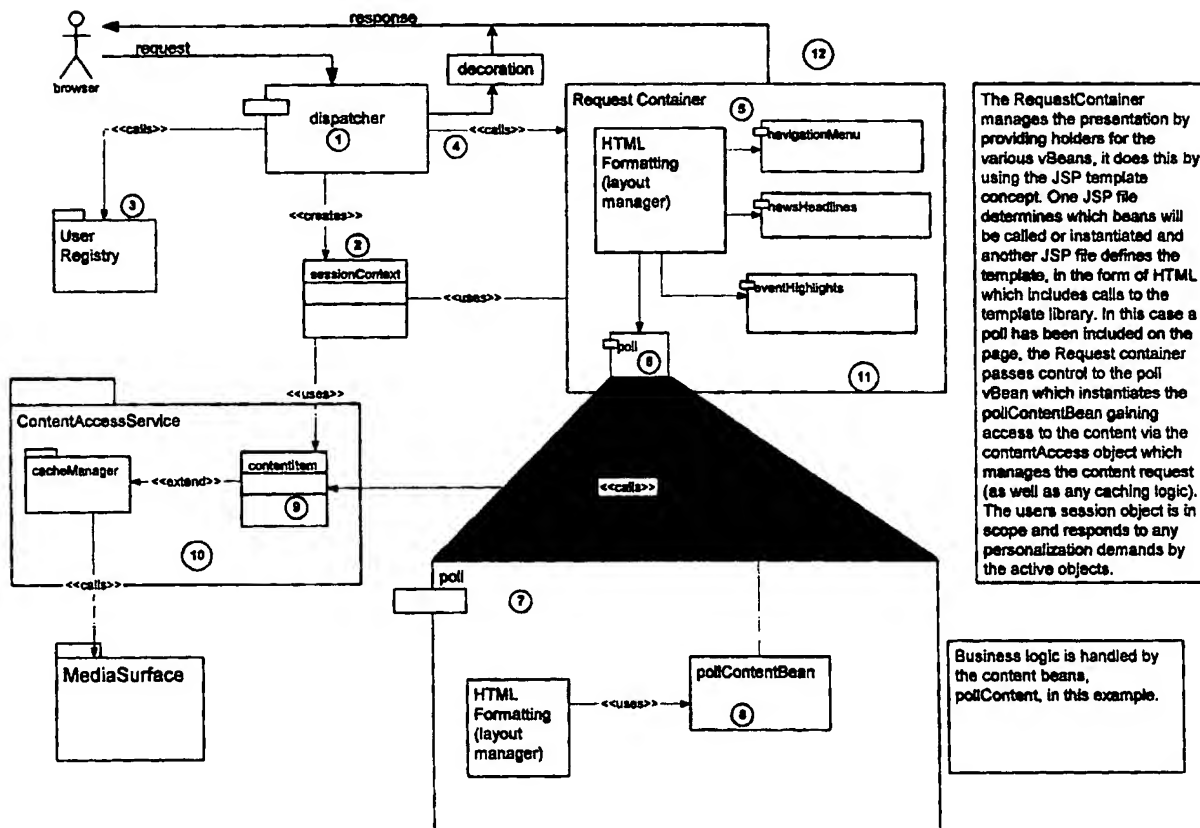 response
request
browser
decoration
12
dispatcher
1
<<calls>>
4
<<calls>>
Request Container
5
HTML
Formatting
(layout
manager)
navigationMenu
newsHeadlines
eventHighlights
3
User
Registry
<<creates>>
2
sessionContext
<<uses>>
poll
6
11
<<uses>>
ContentAccessService
cacheManager
<<extend>>
contentItem
9
10
<<calls>>
<<calls>>
MediaSurface
poll
7
HTML
Formatting
(layout
manager)
<<uses>>
pollContentBean
8
The RequestContainer
manages the presentation by
providing holders for the
various vBeans, it does this by
using the JSP template
concept. One JSP file
determines which beans will
be called or instantiated and
another JSP file defines the
template, in the form of HTML
which includes calls to the
template library. In this case a
poll has been included on the
page, the Request container
passes control to the poll
vBean which instantiates the
pollContentBean gaining
access to the content via the
contentAccess object which
manages the content request
(as well as any caching logic).
The users session object is in
scope and responds to any
personalization demands by
the active objects.
Business logic is handled by
the content beans,
pollContent, in this example.